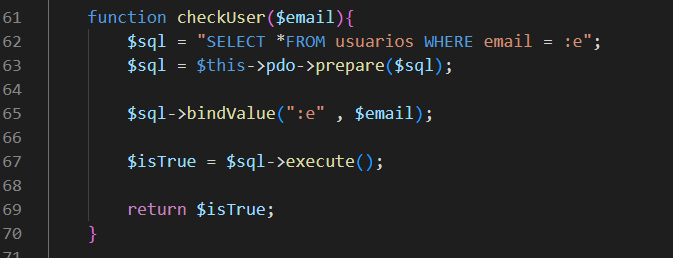 61 function checkUser($email){
62 $sql = "SELECT *FROM usuarios WHERE email = :e";
63 $sql = $this->pdo->prepare($sql);
64
65 $sql->bindValue(":e" , $email);
66
67 $isTrue = $sql->execute();
68
69 return $isTrue;
70 }
71